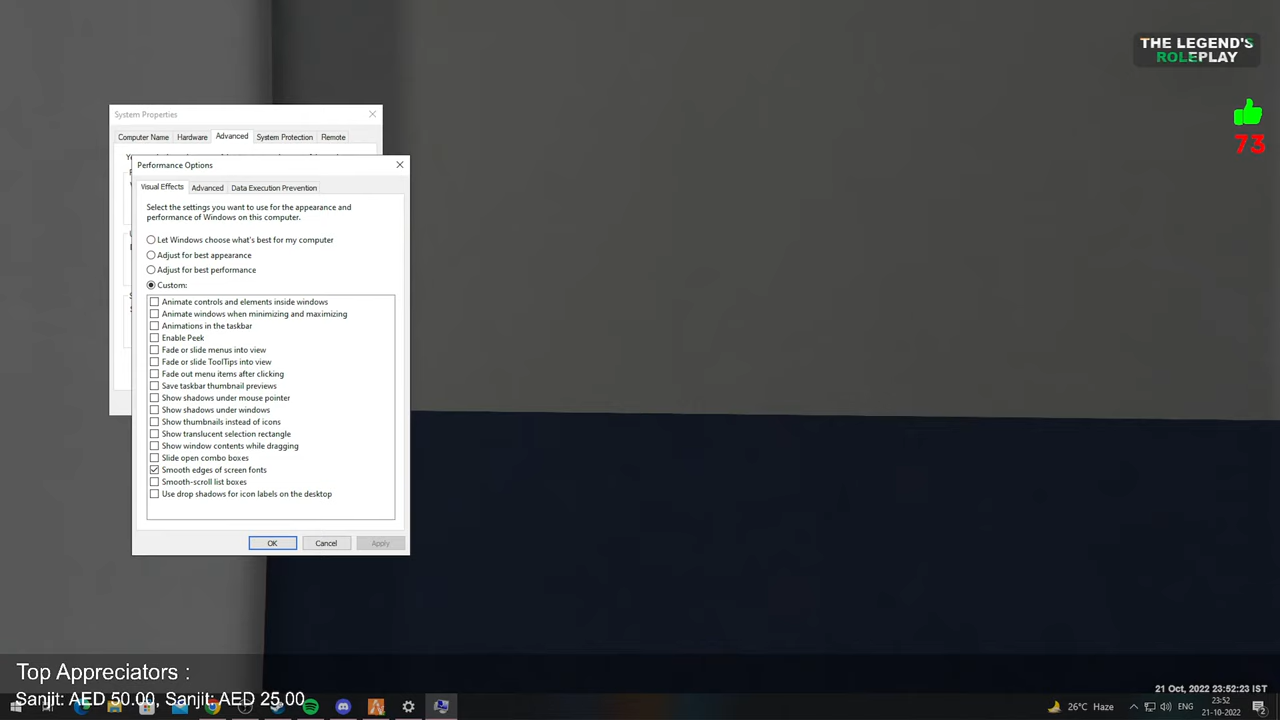 THE LEGEND'S
ROLEPLAY
73
System Properties
Computer Name
Hardware
Advanced
System Protection
Remote
Performance Options
Visual Effects
Advanced
Data Execution Prevention
Select the settings you want to use for the appearance and
performance of Windows on this computer.
Let Windows choose what's best for my computer
Adjust for best appearance
Adjust for best performance
Custom:
Animate controls and elements inside windows
Animate windows when minimizing and maximizing
Animations in the taskbar
Enable Peek
Fade or slide menus into view
Fade or slide ToolTips into view
Fade out menu items after clicking
Save taskbar thumbnail previews
Show shadows under mouse pointer
Show shadows under windows
Show thumbnails instead of icons
Show translucent selection rectangle
Show window contents while dragging
Slide open combo boxes
Smooth edges of screen fonts
Smooth-scroll list boxes
Use drop shadows for icon labels on the desktop
OK
Cancel
Apply
Top Appreciators :
Sanjit: AED 50.00, Sanjit: AED 25.00
21 Oct, 2022 23:52:23 IST
26°C Haze
ENG
23:52
21-10-2022
2